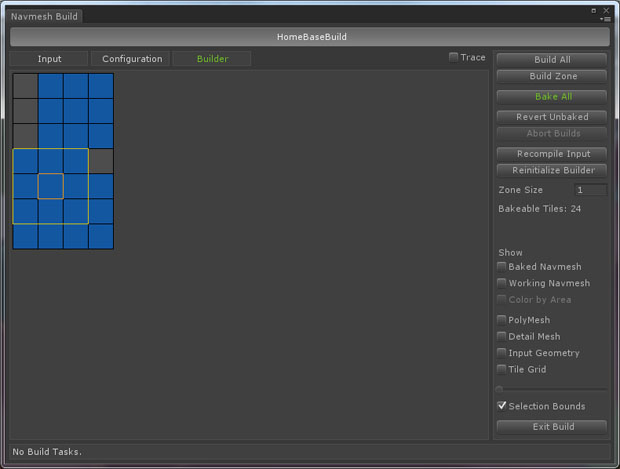 Navmesh Build
HomeBaseBuild
Input
Configuration
Builder
Trace
Build All
Build Zone
Bake All
Revert Unbaked
Abort Builds
Recompile Input
Reinitialize Builder
Zone Size 1
Bakeable Tiles: 24
Show
Baked Navmesh
Working Navmesh
Color by Area
PolyMesh
Detail Mesh
Input Geometry
Tile Grid
Selection Bounds
Exit Build
No Build Tasks.